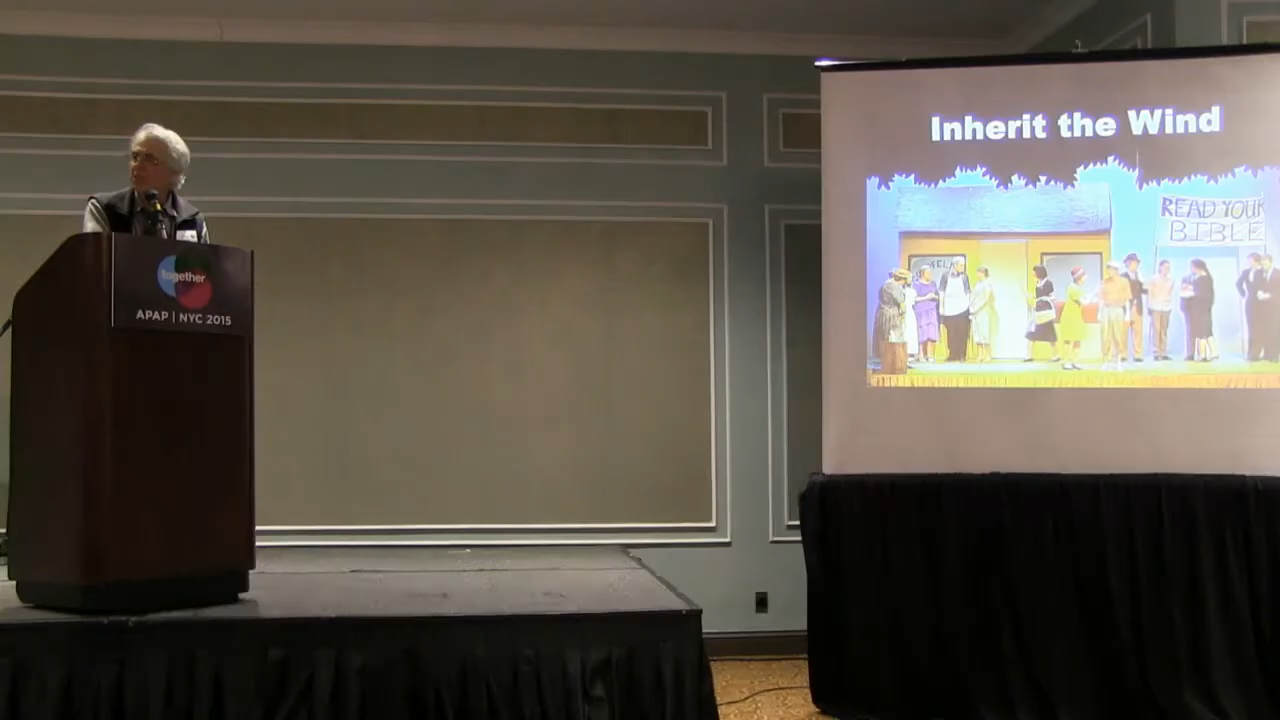 together
APAP | NYC 2015
Inherit the Wind
READ YOUR
BIBLE